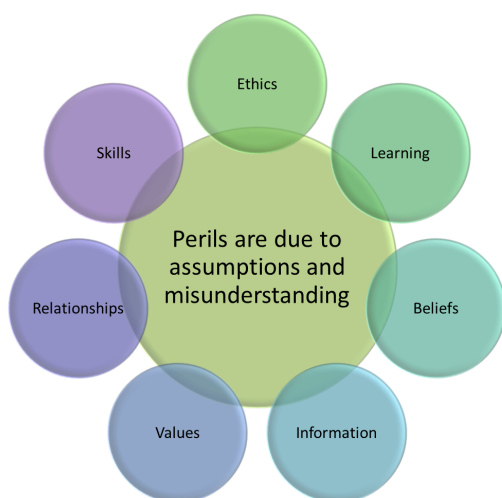 Ethics
Skills
Learning
Perils are due to
assumptions and
misunderstanding
Relationships
Beliefs
Values
Information